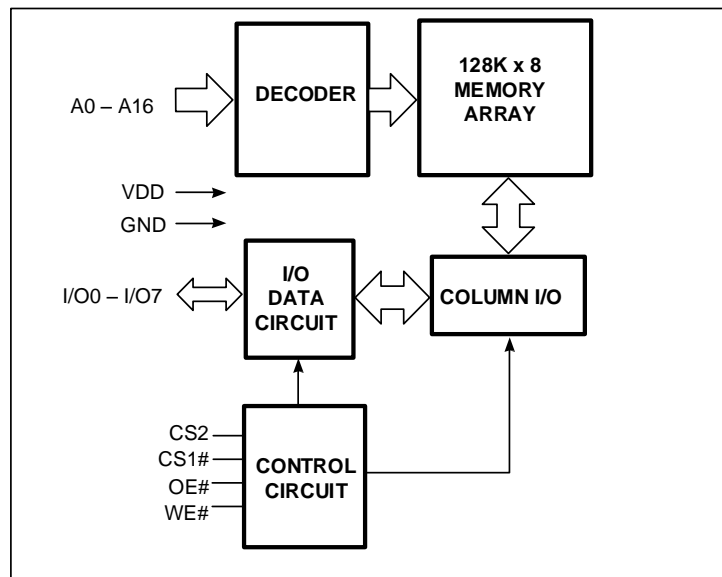 A0 – A16
DECODER
128K x 8
MEMORY
ARRAY
VDD
GND
I/O0 – I/O7
I/O
DATA
CIRCUIT
COLUMN I/O
CS2
CS1#
OE#
WE#
CONTROL
CIRCUIT